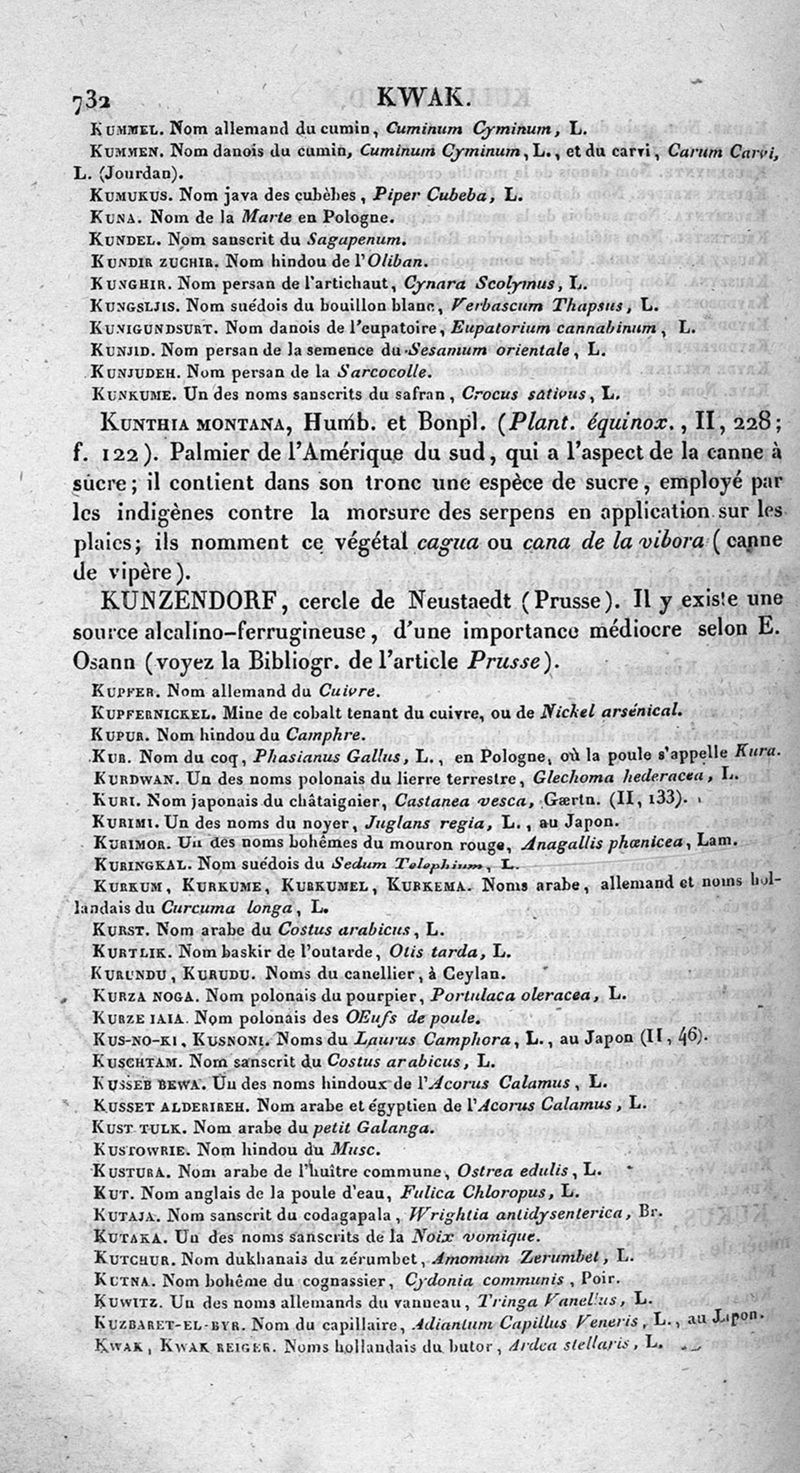 732 KWAK.
KUMMEL. Nom allemand du cumin, Cuminum Cyminum, L.
KUMMEN. Nom danois du cumin, Cuminum Cyminum, L., et du carvi, Carum Carvi,
L. (Jourdan).
KUMUKUS. Nom java des cubèbes, Piper Cubeba, L.
KUNA. Nom de la Marte en Pologne.
KUNDEL. Nom sanscrit du Sagapenum.
KUNDIR ZUCHIR. Nom hindou de l'Oliban.
KUNGHIR. Nom persan de l'artichaut, Cynara Scolymus, L.
KUNGSLJIS. Nom suédois du bouillon blanc, Verbascum Thapsus, L.
KUNIGUNDSURT. Nom danois de l'eupatoire, Eupatorium cannabinum, L.
KUNJID. Nom persan de la semence du Sesamum orientale, L.
KUNJUDEH. Nom persan de la Sarcocolle.
KUNKUME. Un des noms sanscrits du safran, Crocus sativus, L.
KUNTHIA MONTANA, Humb. et Bonpl. (Plant. équinox., II, 228;
f. 122). Palmier de l'Amérique du sud, qui a l'aspect de la canne à
sucre; il contient dans son tronc une espèce de sucre, employé par
les indigènes contre la morsure des serpens en application sur les
plaies; ils nomment ce végétal cagua ou cana de la vibora (canne
de vipère).
KUNZENDORF, cercle de Neustaedt (Prusse). Il y existe une
source alcalino-ferrugineuse, d'une importance médiocre selon E.
Osann (voyez la Bibliogr. de l'article Prusse).
KUPFER. Nom allemand du Cuivre.
KUPFERNICKEL. Mine de cobalt tenant du cuivre, ou de Nickel arsénical.
KUPUR. Nom hindou du Camphre.
KUR. Nom du coq, Phasianus Gallus, L., en Pologne, où la poule s'appelle Kura.
KURDWAN. Un des noms polonais du lierre terrestre, Glechoma hederacea, L.
KURI. Nom japonais du châtaignier, Castanea vesca, Gærtn. (II, 133).
KURIMI. Un des noms du noyer, Juglans regia, L., au Japon.
KURIMOR. Un des noms bohêmes du mouron rouge, Anagallis phœnicea, Lam.
KURINGKAL. Nom suédois du Sedum Telephium, L.
KURKUM, KURKUME, KURKUMEL, KURKEMA. Noms arabe, allemand et noms hol-
landais du Curcuma longa, L.
KURST. Nom arabe du Costus arabicus, L.
KURTLIK. Nom baskir de l'outarde, Otis tarda, L.
KURUNDU, KURUDU. Noms du canellier, à Ceylan.
KURZA NOGA. Nom polonais du pourpier, Portulaca oleracea, L.
KURZE IAIA. Nom polonais des OEufs de poule.
KUS-NO-KI, KUSNONI. Noms du Laurus Camphora, L., au Japon (II, 46).
KUSCHTAM. Nom sanscrit du Costus arabicus, L.
KUSSEB BEWA. Un des noms hindoux de l'Acorus Calamus, L.
KUSSET ALDERIREH. Nom arabe et égyptien de l'Acorus Calamus, L.
KUST TULK. Nom arabe du petit Galanga.
KUSTOWRIE. Nom hindou du Musc.
KUSTURA. Nom arabe de l'huître commune, Ostrea edulis, L.
KUT. Nom anglais de la poule d'eau, Fulica Chloropus, L.
KUTAJA. Nom sanscrit du codagapala, Wrightia antidysenterica, Br.
KUTAKA. Un des noms sanscrits de la Noix vomique.
KUTCHUR. Nom dukhanais du zérumbet, Amomum Zerumbet, L.
KUTNA. Nom bohême du cognassier, Cydonia communis, Poir.
KUWITZ. Un des noms allemands du vanneau, Tringa Vanellus, L.
KUZBARET-EL-BYR. Nom du capillaire, Adiantum Capillus Veneris, L., au Japon.
KWAK, KWAK REIGER. Noms hollandais du butor, Ardea stellaris, L.